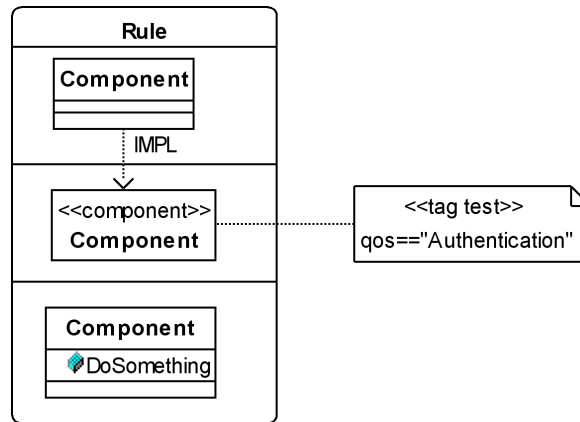 Rule
Component
IMPL
<<component>>
Component
<<tag test>>
qos=="Authentication"
Component
DoSomething